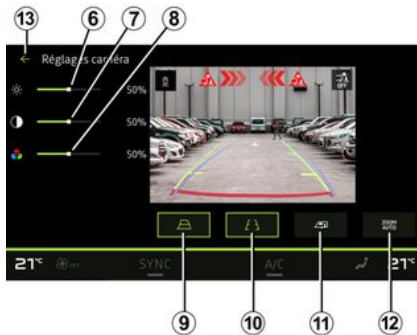 13 6 7 8
← Réglages caméra
OFF
50%
50%
50%
ZOOM
AUTO
21°C OFF SYNC A/C 21°C
9 10 11 12